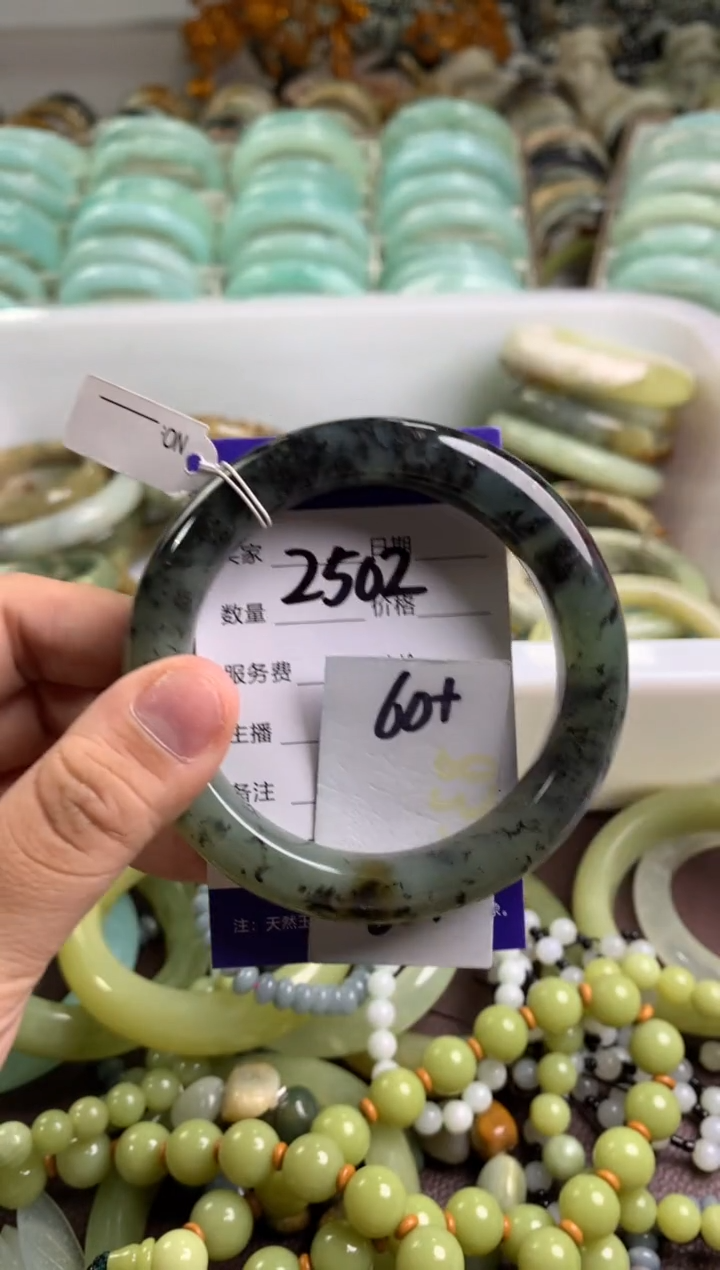 NO:
家 日期
2502
数量 价格
服务费
60+
主播
备注
注：天然玉